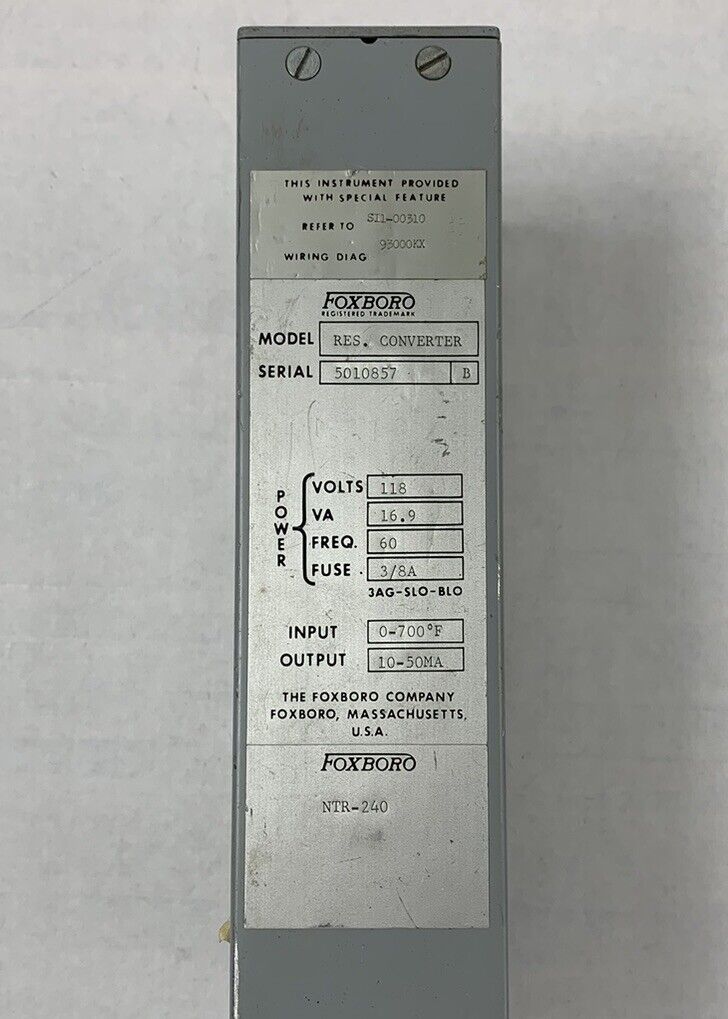 THIS INSTRUMENT PROVIDED
WITH SPECIAL FEATURE
REFER TO SI1-00310
WIRING DIAG 93000KX
FOXBORO
REGISTERED TRADEMARK
MODEL RES. CONVERTER
SERIAL 5010857 B
POWER
VOLTS 118
VA 16.9
FREQ. 60
FUSE 3/8A
3AG-SLO-BLO
INPUT 0-700°F
OUTPUT 10-50MA
THE FOXBORO COMPANY
FOXBORO, MASSACHUSETTS,
U.S.A.
FOXBORO
NTR-240